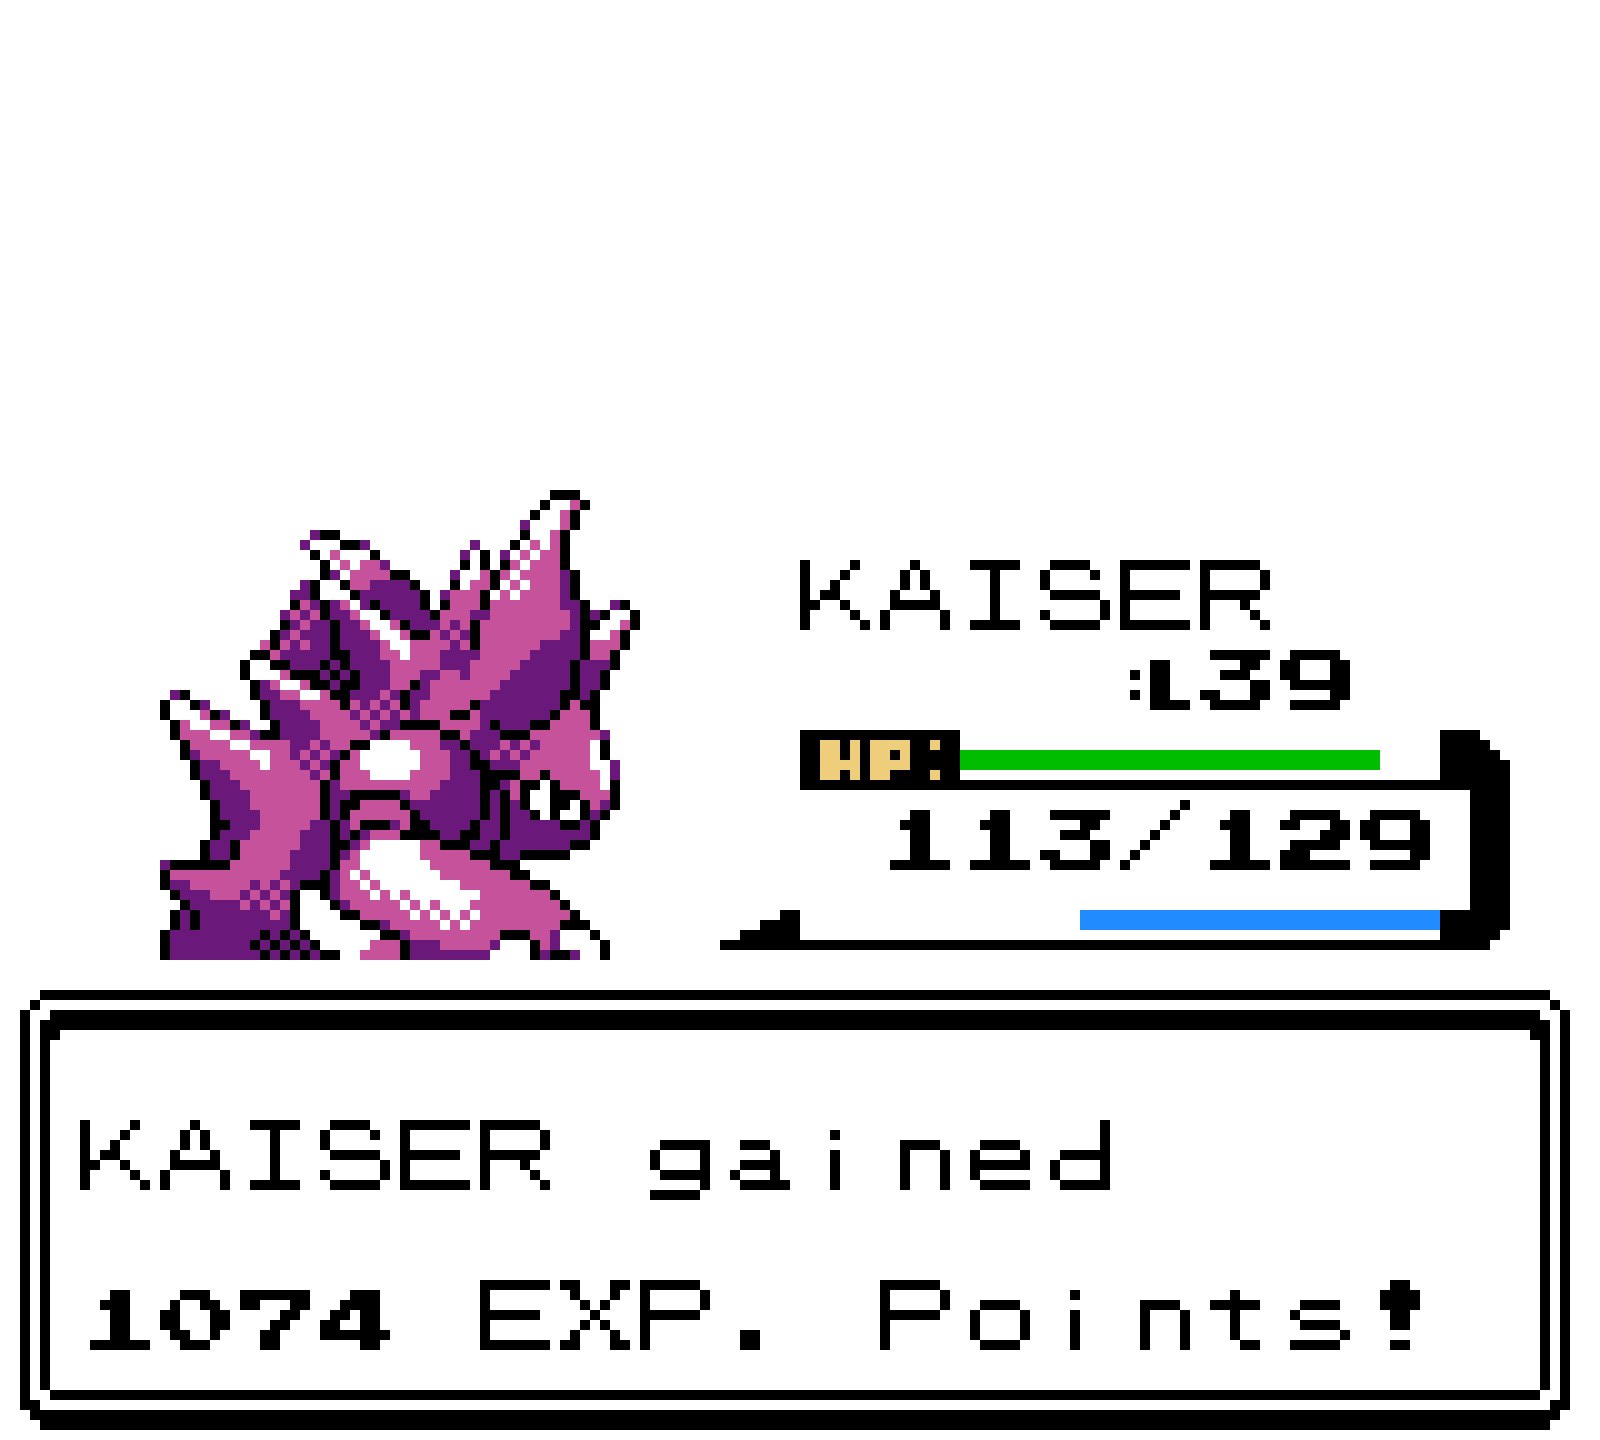 KAISER
:L39
HP:
113/129
KAISER gained
1074 EXP. Points!